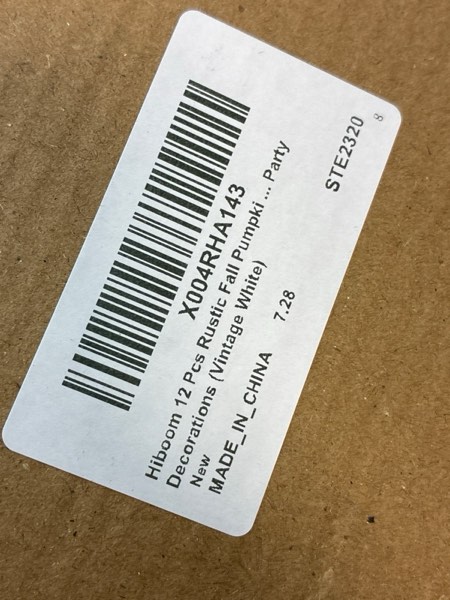 X004RHA143
Hiboom 12 Pcs Rustic Fall Pumpki ... Party
Decorations (Vintage White)
New
MADE_IN_CHINA 7.28
STE2320
8